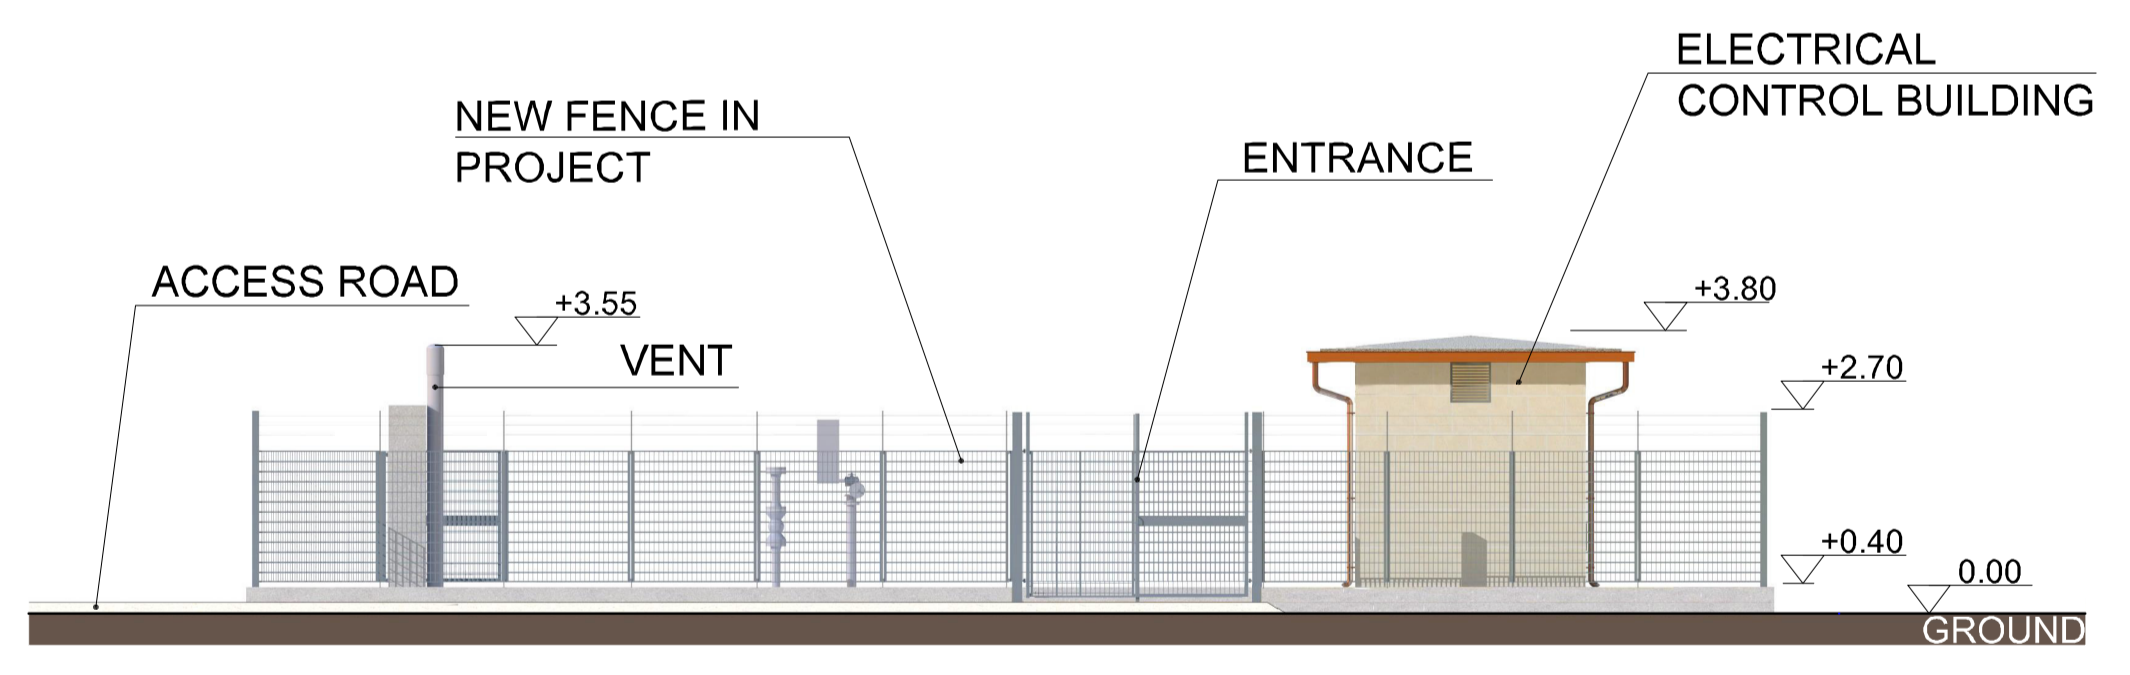 ELECTRICAL
CONTROL BUILDING
NEW FENCE IN
PROJECT
ENTRANCE
ACCESS ROAD
+3.55
+3.80
VENT
+2.70
+0.40
0.00
GROUND